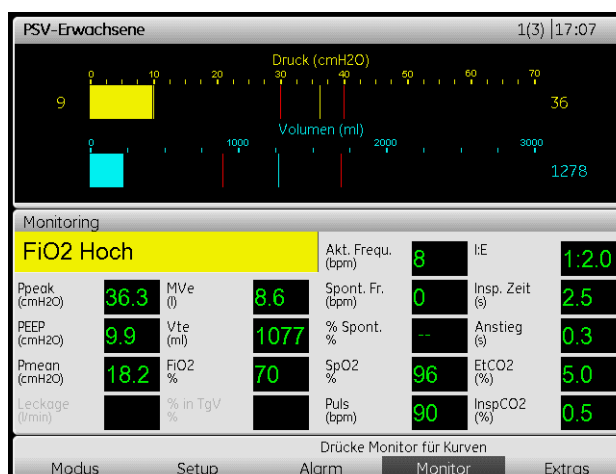 PSV-Erwachsene 1(3) 17:07
Druck (cmH2O)
0 10 20 30 40 50 60 70
9 36
Volumen (ml)
0 1000 2000 3000
1278
Monitoring
FiO2 Hoch
Akt. Frequ. (bpm) 8 I:E 1:2.0
Ppeak (cmH2O) 36.3 MVe (l) 8.6 Spont. Fr. (bpm) 0 Insp. Zeit (s) 2.5
PEEP (cmH2O) 9.9 Vte (ml) 1077 % Spont. % -- Anstieg (s) 0.3
Pmean (cmH2O) 18.2 FiO2 % 70 SpO2 % 96 EtCO2 (%) 5.0
Leckage (l/min) % in TgV % Puls (bpm) 90 InspCO2 (%) 0.5
Drücke Monitor für Kurven
Modus Setup Alarm Monitor Extras